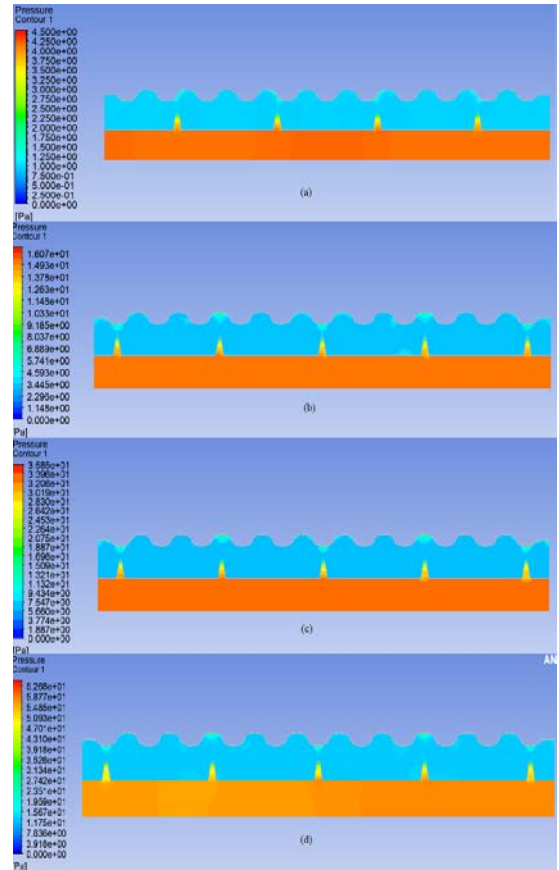 Pressure
Contour 1
4.500e+00
4.250e+00
4.000e+00
3.750e+00
3.500e+00
3.250e+00
3.000e+00
2.750e+00
2.500e+00
2.250e+00
2.000e+00
1.750e+00
1.500e+00
1.250e+00
1.000e+00
7.500e-01
5.000e-01
2.500e-01
0.000e+00
[Pa]
(a)
Pressure
Contour 1
1.607e+01
1.493e+01
1.378e+01
1.263e+01
1.148e+01
1.033e+01
9.185e+00
8.037e+00
6.889e+00
5.741e+00
4.593e+00
3.445e+00
2.296e+00
1.148e+00
0.000e+00
[Pa]
(b)
Pressure
Contour 1
3.585e+01
3.396e+01
3.208e+01
3.019e+01
2.830e+01
2.642e+01
2.453e+01
2.264e+01
2.075e+01
1.887e+01
1.698e+01
1.509e+01
1.321e+01
1.132e+01
9.434e+00
7.547e+00
5.660e+00
3.774e+00
1.887e+00
0.000e+00
[Pa]
(c)
AN
Pressure
Contour 1
6.268e+01
5.877e+01
5.485e+01
5.093e+01
4.701e+01
4.310e+01
3.918e+01
3.526e+01
3.134e+01
2.742e+01
2.351e+01
1.959e+01
1.567e+01
1.175e+01
7.836e+00
3.918e+00
0.000e+00
[Pa]
(d)